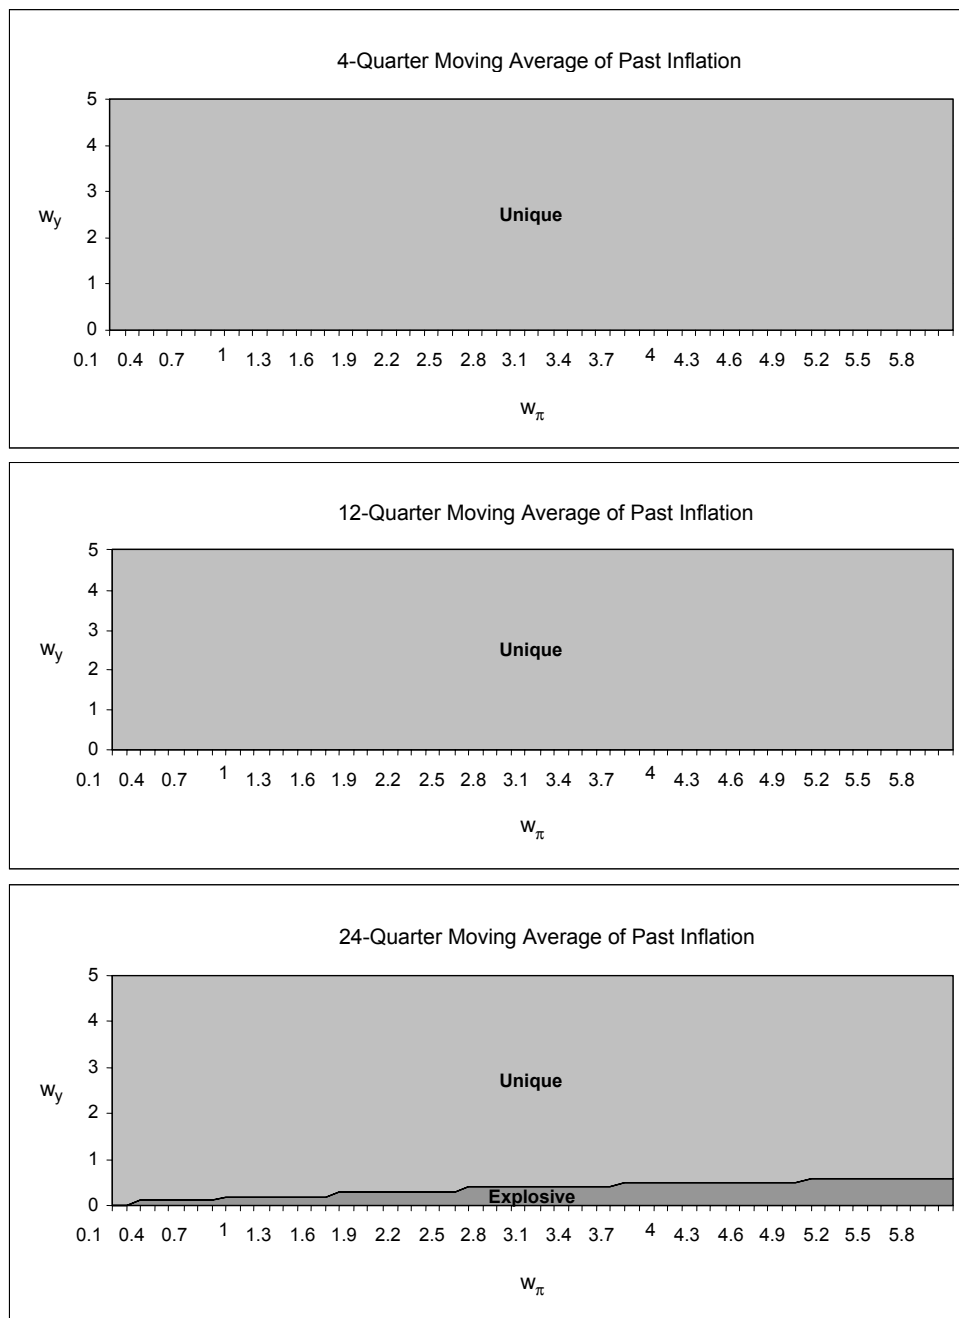 4-Quarter Moving Average of Past Inflation
5
4
3
2
1
0
w_y
Unique
0.1 0.4 0.7 1 1.3 1.6 1.9 2.2 2.5 2.8 3.1 3.4 3.7 4 4.3 4.6 4.9 5.2 5.5 5.8
w_π
12-Quarter Moving Average of Past Inflation
5
4
3
2
1
0
w_y
Unique
0.1 0.4 0.7 1 1.3 1.6 1.9 2.2 2.5 2.8 3.1 3.4 3.7 4 4.3 4.6 4.9 5.2 5.5 5.8
w_π
24-Quarter Moving Average of Past Inflation
5
4
3
2
1
0
w_y
Unique
Explosive
0.1 0.4 0.7 1 1.3 1.6 1.9 2.2 2.5 2.8 3.1 3.4 3.7 4 4.3 4.6 4.9 5.2 5.5 5.8
w_π